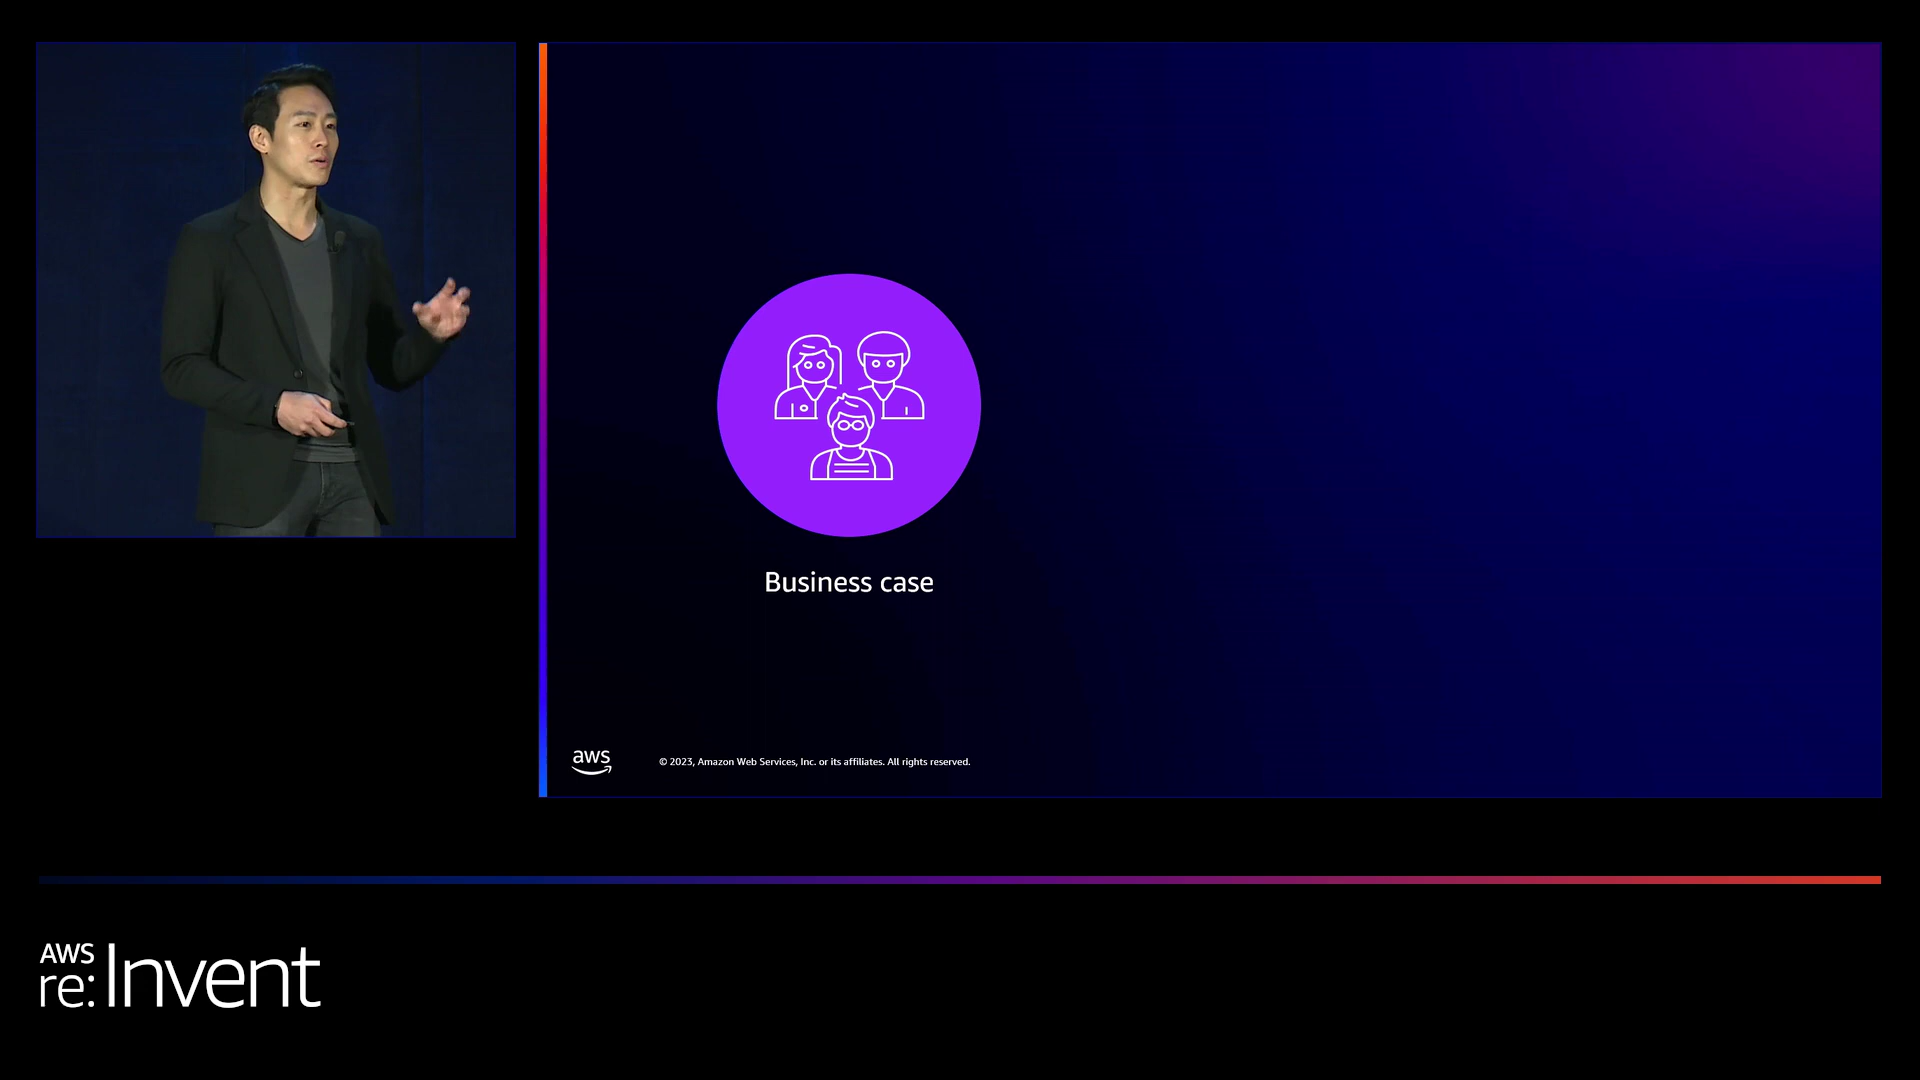 Business case
aws
© 2023, Amazon Web Services, Inc. or its affiliates. All rights reserved.
AWS
re:Invent